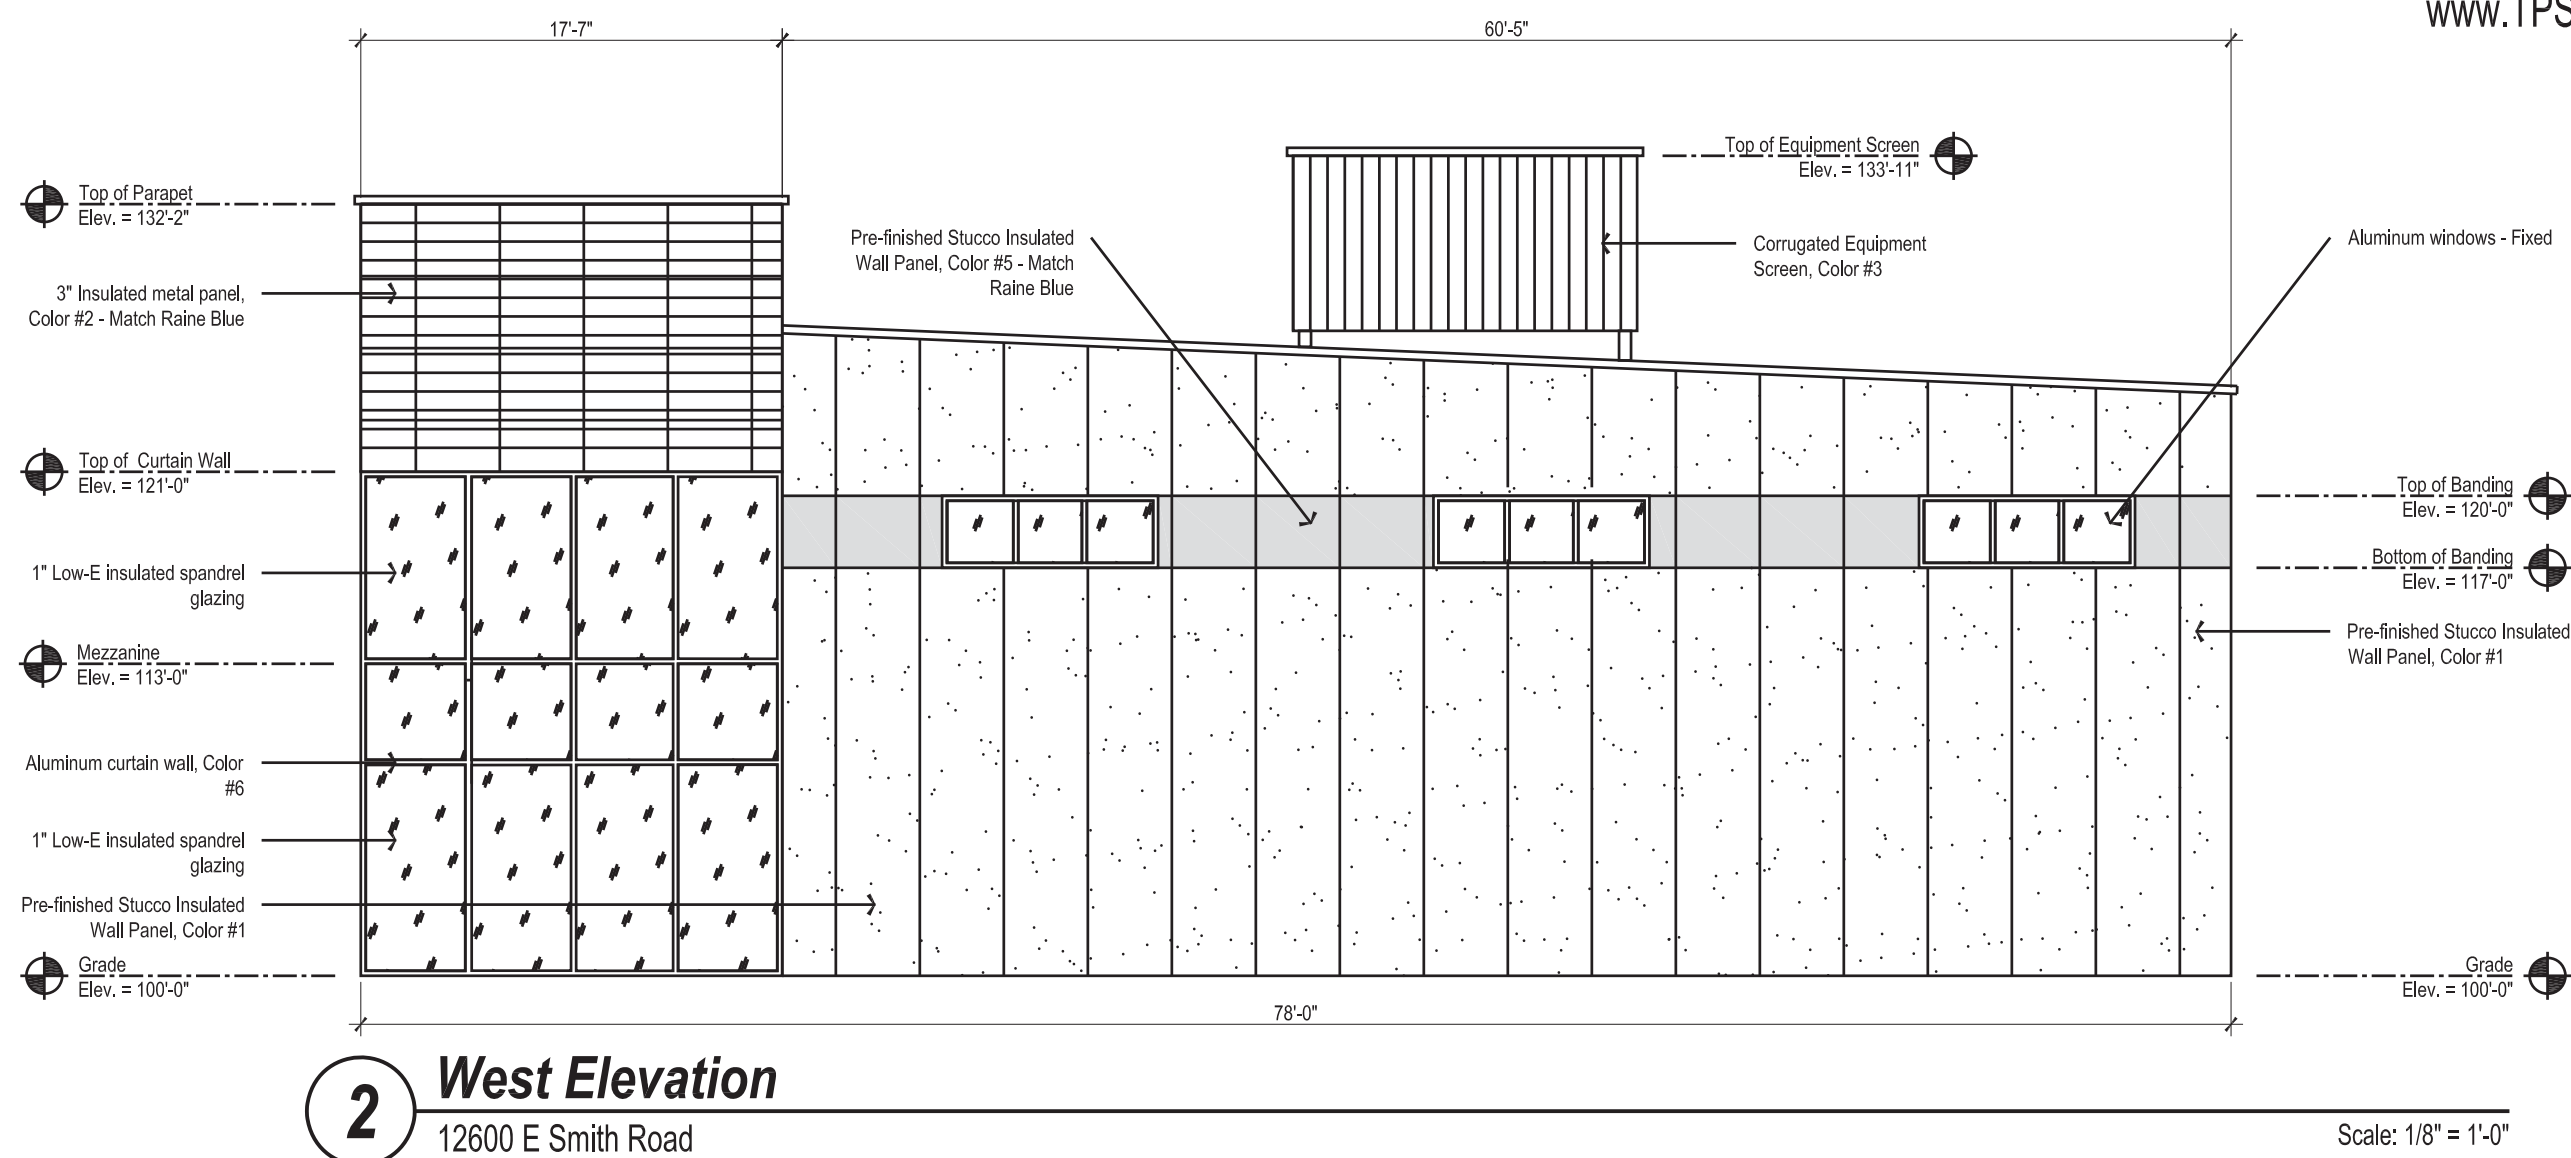 www.TPS
17'-7"
60'-5"
Top of Parapet
Elev. = 132'-2"
3" Insulated metal panel,
Color #2 - Match Raine Blue
Top of  Curtain Wall
Elev. = 121'-0"
1" Low-E insulated spandrel
glazing
Mezzanine
Elev. = 113'-0"
Aluminum curtain wall, Color
#6
1" Low-E insulated spandrel
glazing
Pre-finished Stucco Insulated
Wall Panel, Color #1
Grade
Elev. = 100'-0"
Pre-finished Stucco Insulated
Wall Panel, Color #5 - Match
Raine Blue
Top of Equipment Screen
Elev. = 133'-11"
Corrugated Equipment
Screen, Color #3
Aluminum windows - Fixed
Top of Banding
Elev. = 120'-0"
Bottom of Banding
Elev. = 117'-0"
Pre-finished Stucco Insulated
Wall Panel, Color #1
Grade
Elev. = 100'-0"
78'-0"
2
West Elevation
12600 E Smith Road
Scale: 1/8" = 1'-0"